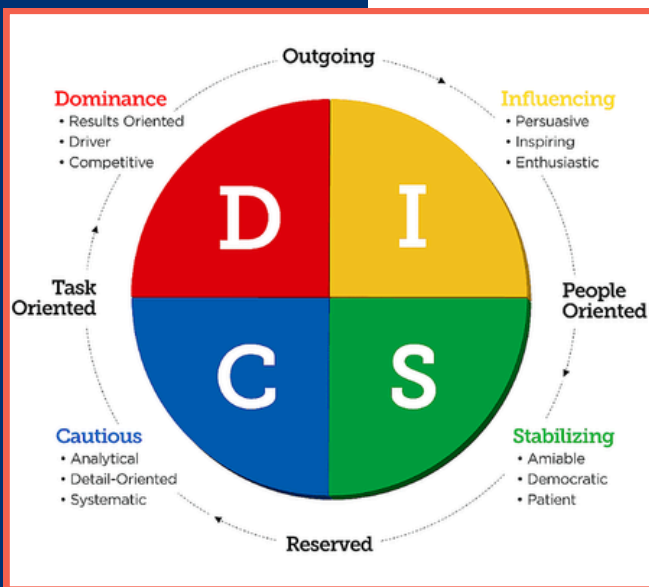 Outgoing
Dominance
• Results Oriented
• Driver
• Competitive
Influencing
• Persuasive
• Inspiring
• Enthusiastic
D
I
Task
Oriented
People
Oriented
C
S
Cautious
• Analytical
• Detail-Oriented
• Systematic
Stabilizing
• Amiable
• Democratic
• Patient
Reserved